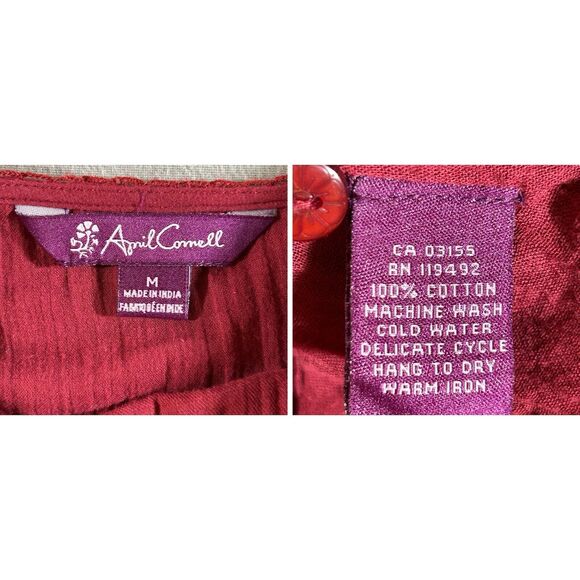 April Cornell
M
MADE IN INDIA
FABRIQUÉ EN INDE
CA 03155
RN 119492
100% COTTON
MACHINE WASH
COLD WATER
DELICATE CYCLE
HANG TO DRY
WARM IRON